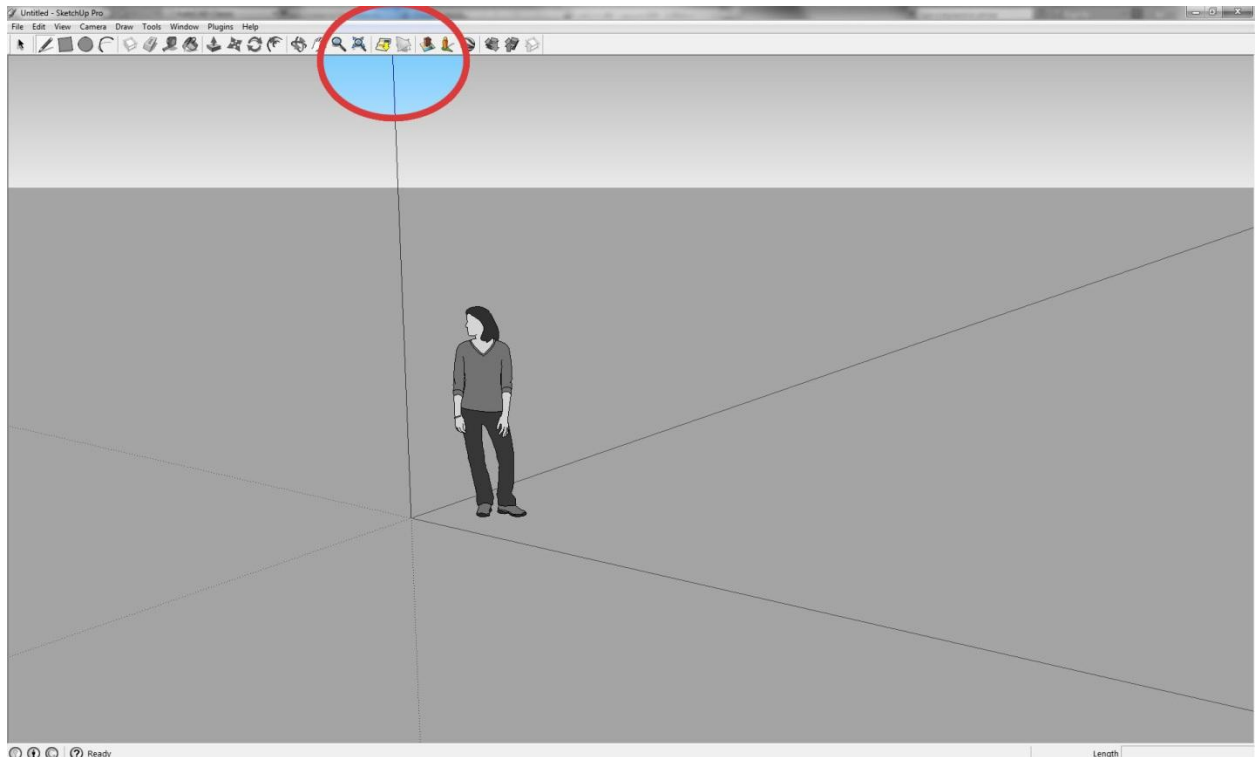 Untitled - SketchUp Pro
File Edit View Camera Draw Tools Window Plugins Help
Ready
Length